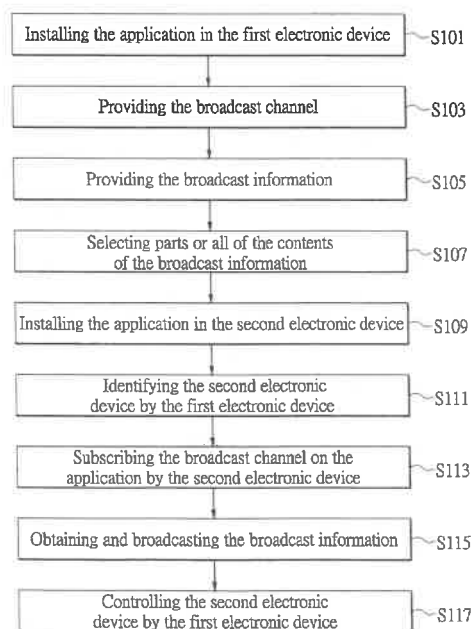 Installing the application in the first electronic device
S101
Providing the broadcast channel
S103
Providing the broadcast information
S105
Selecting parts or all of the contents
of the broadcast information
S107
Installing the application in the second electronic device
S109
Identifying the second electronic
device by the first electronic device
S111
Subscribing the broadcast channel on the
application by the second electronic device
S113
Obtaining and broadcasting the broadcast information
S115
Controlling the second electronic
device by the first electronic device
S117